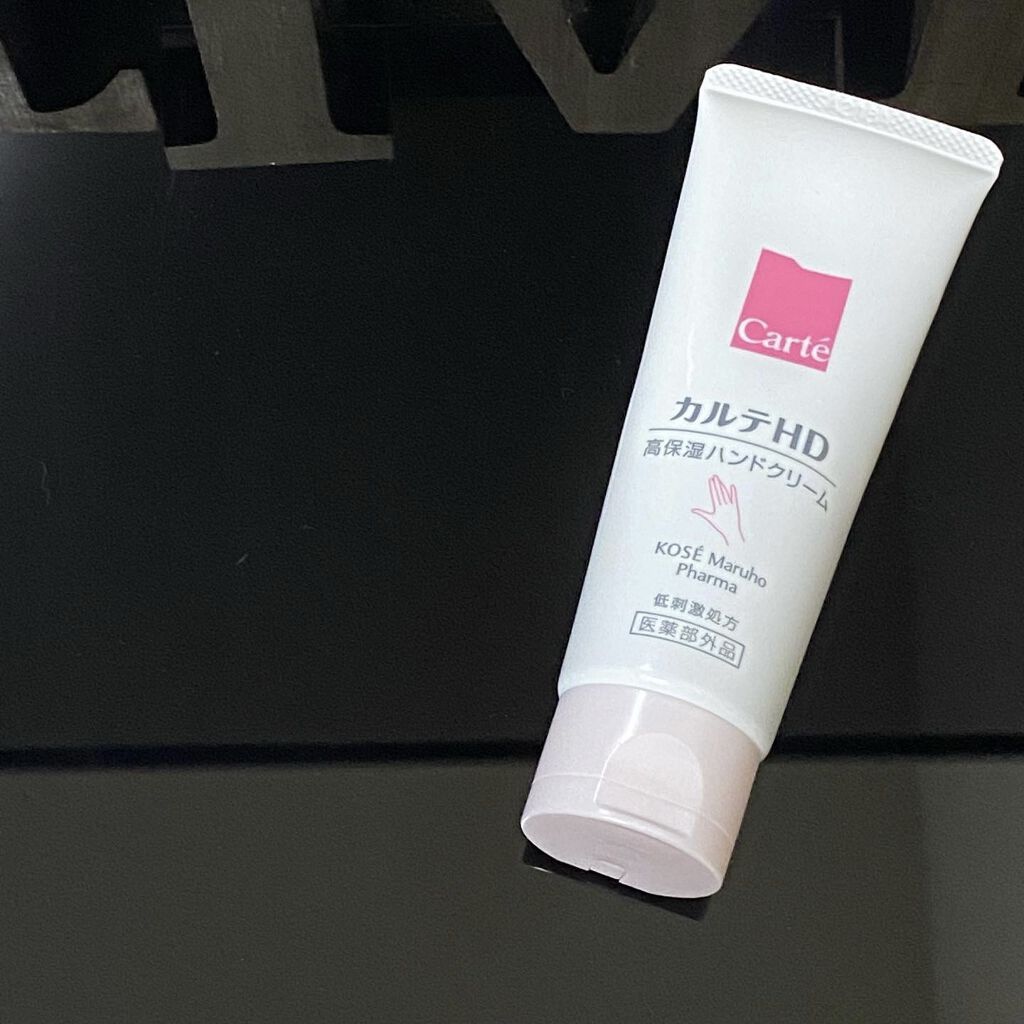 Carté
カルテHD
高保湿ハンドクリーム
KOSÉ Maruho
Pharma
低刺激処方
医薬部外品